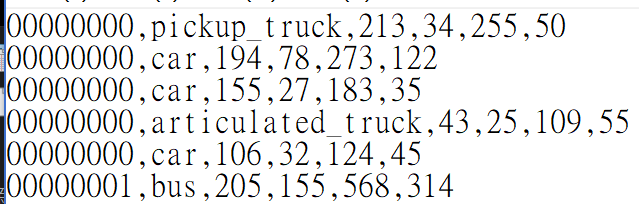 00000000,pickup_truck,213,34,255,50
00000000,car,194,78,273,122
00000000,car,155,27,183,35
00000000,articulated_truck,43,25,109,55
00000000,car,106,32,124,45
00000001,bus,205,155,568,314